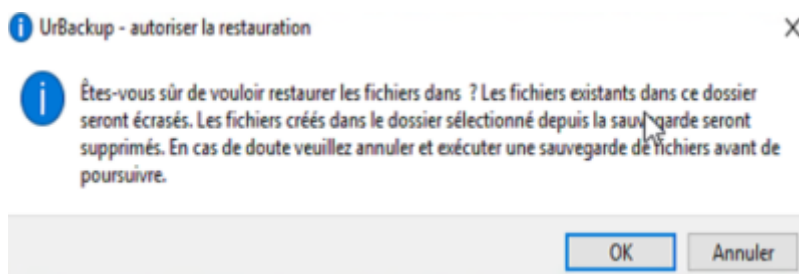 UrBackup - autoriser la restauration
Êtes-vous sûr de vouloir restaurer les fichiers dans ? Les fichiers existants dans ce dossier
seront écrasés. Les fichiers créés dans le dossier sélectionné depuis la sauvegarde seront
supprimés. En cas de doute veuillez annuler et exécuter une sauvegarde de fichiers avant de
poursuivre.
OK Annuler